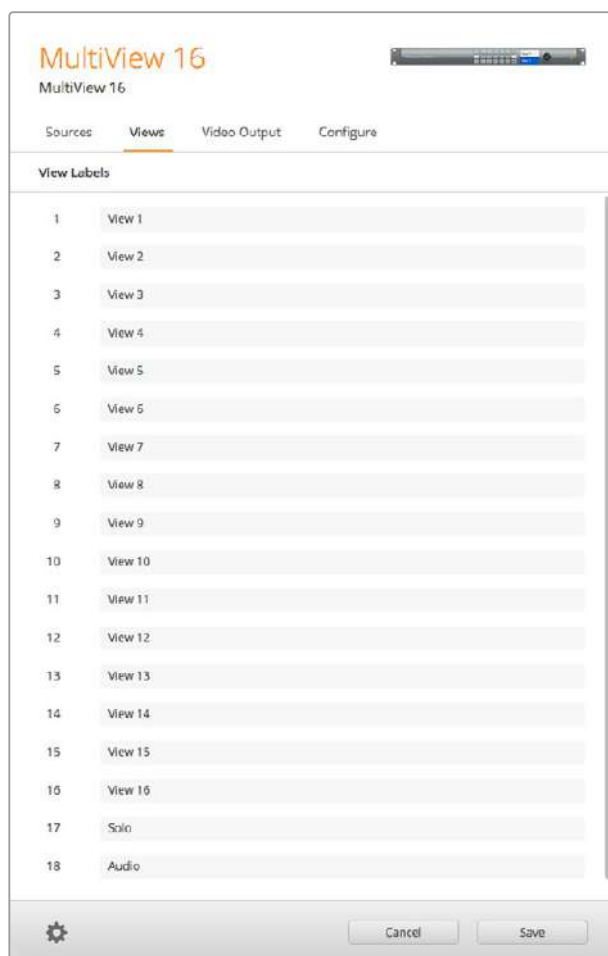 MultiView 16
MultiView 16
Sources Views Video Output Configure
View Labels
1 View 1
2 View 2
3 View 3
4 View 4
5 View 5
6 View 6
7 View 7
8 View 8
9 View 9
10 View 10
11 View 11
12 View 12
13 View 13
14 View 14
15 View 15
16 View 16
17 Solo
18 Audio
Cancel Save